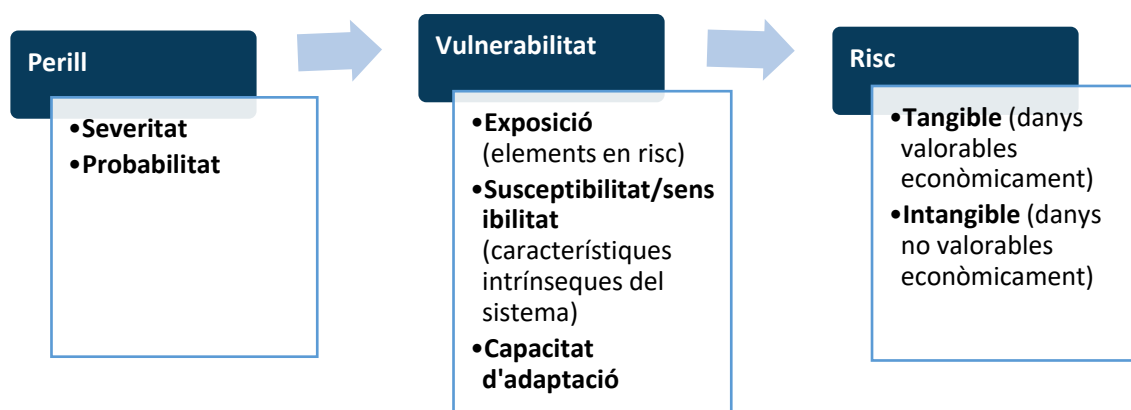 Perill
•Severitat
•Probabilitat
Vulnerabilitat
•Exposició
(elements en risc)
•Susceptibilitat/sens
ibilitat
(característiques
intrínseques del
sistema)
•Capacitat
d'adaptació
Risc
•Tangible (danys
valorables
econòmicament)
•Intangible (danys
no valorables
econòmicament)